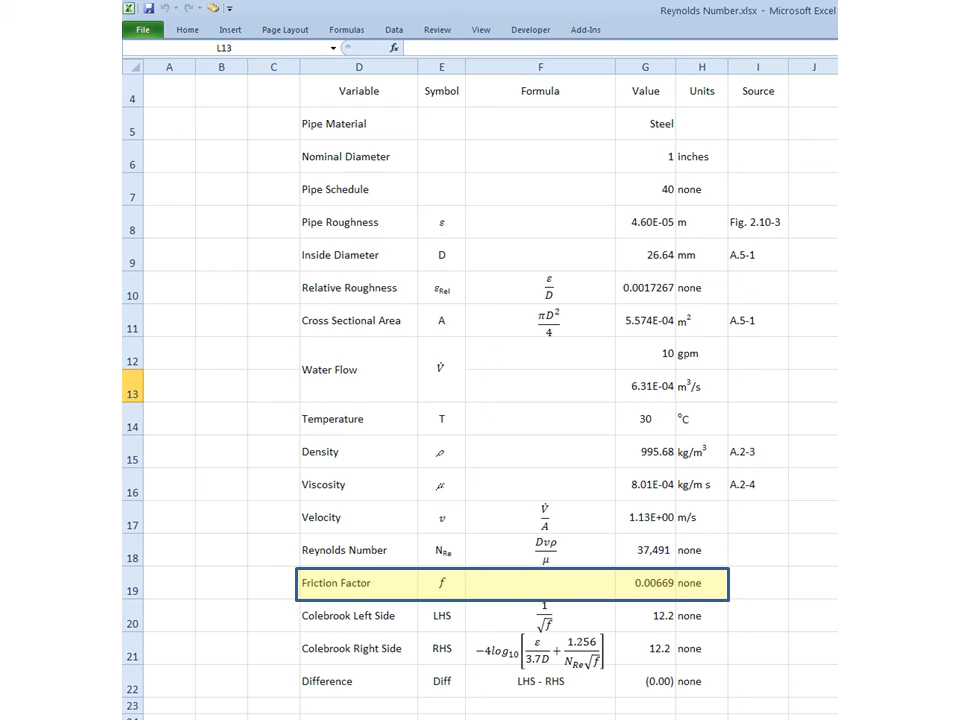 Reynolds Number.xlsx - Microsoft Excel
File Home Insert Page Layout Formulas Data Review View Developer Add-Ins
L13 fx
A B C D E F G H I J
4 Variable Symbol Formula Value Units Source
5 Pipe Material Steel
6 Nominal Diameter 1 inches
7 Pipe Schedule 40 none
8 Pipe Roughness ε 4.60E-05 m Fig. 2.10-3
9 Inside Diameter D 26.64 mm A.5-1
10 Relative Roughness εRel ε/D 0.0017267 none
11 Cross Sectional Area A πD²/4 5.574E-04 m² A.5-1
12 Water Flow V̇ 10 gpm
13 6.31E-04 m³/s
14 Temperature T 30 °C
15 Density ρ 995.68 kg/m³ A.2-3
16 Viscosity μ 8.01E-04 kg/m s A.2-4
17 Velocity v V̇/A 1.13E+00 m/s
18 Reynolds Number NRe Dvρ/μ 37,491 none
19 Friction Factor f 0.00669 none
20 Colebrook Left Side LHS 1/√f 12.2 none
21 Colebrook Right Side RHS −4log10[ε/3.7D + 1.256/NRe√f] 12.2 none
22 Difference Diff LHS - RHS (0.00) none
23